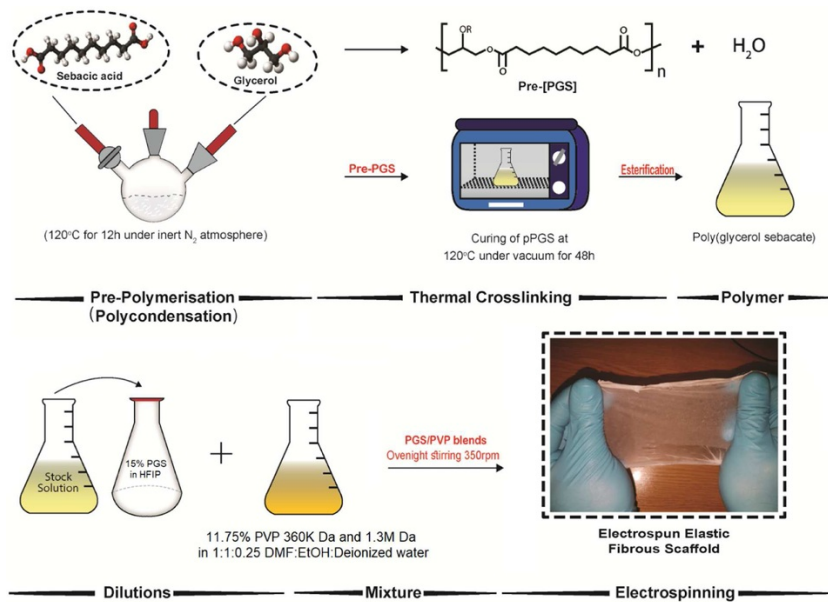 Sebacic acid
Glycerol
OR
O
O
O
O
n
Pre-[PGS]
+
H₂O
(120°C for 12h under inert N₂ atmosphere)
Pre-PGS
Curing of pPGS at
120°C under vacuum for 48h
Esterification
Poly(glycerol sebacate)
Pre-Polymerisation
(Polycondensation)
Thermal Crosslinking
Polymer
Stock
Solution
15% PGS
in HFIP
+
11.75% PVP 360K Da and 1.3M Da
in 1:1:0.25 DMF:EtOH:Deionized water
PGS/PVP blends
Overnight stirring 350rpm
Electrospun Elastic
Fibrous Scaffold
Dilutions
Mixture
Electrospinning